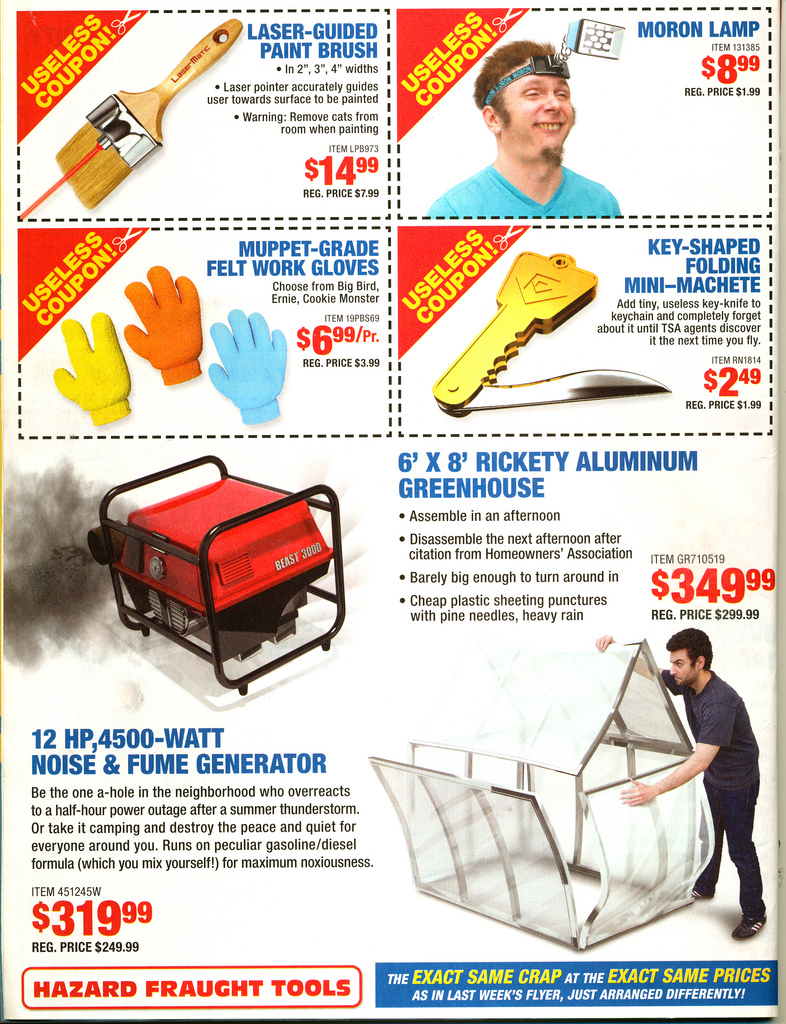 USELESS
COUPON!
LaserMatic
LASER-GUIDED
PAINT BRUSH
• In 2", 3", 4" widths
• Laser pointer accurately guides
user towards surface to be painted
• Warning: Remove cats from
room when painting
ITEM LPB973
$14.99
REG. PRICE $7.99
USELESS
COUPON!
MORON LAMP
ITEM 131385
$8.99
REG. PRICE $1.99
USELESS
COUPON!
MUPPET-GRADE
FELT WORK GLOVES
Choose from Big Bird,
Ernie, Cookie Monster
ITEM 19PBS69
$6.99/Pr.
REG. PRICE $3.99
USELESS
COUPON!
KEY-SHAPED
FOLDING
MINI–MACHETE
Add tiny, useless key-knife to
keychain and completely forget
about it until TSA agents discover
it the next time you fly.
ITEM RN1814
$2.49
REG. PRICE $1.99
BEAST 3000
12 HP,4500-WATT
NOISE & FUME GENERATOR
Be the one a-hole in the neighborhood who overreacts
to a half-hour power outage after a summer thunderstorm.
Or take it camping and destroy the peace and quiet for
everyone around you. Runs on peculiar gasoline/diesel
formula (which you mix yourself!) for maximum noxiousness.
ITEM 451245W
$319.99
REG. PRICE $249.99
6' X 8' RICKETY ALUMINUM
GREENHOUSE
• Assemble in an afternoon
• Disassemble the next afternoon after
citation from Homeowners' Association
• Barely big enough to turn around in
• Cheap plastic sheeting punctures
with pine needles, heavy rain
ITEM GR710519
$349.99
REG. PRICE $299.99
HAZARD FRAUGHT TOOLS
THE EXACT SAME CRAP AT THE EXACT SAME PRICES
AS IN LAST WEEK'S FLYER, JUST ARRANGED DIFFERENTLY!